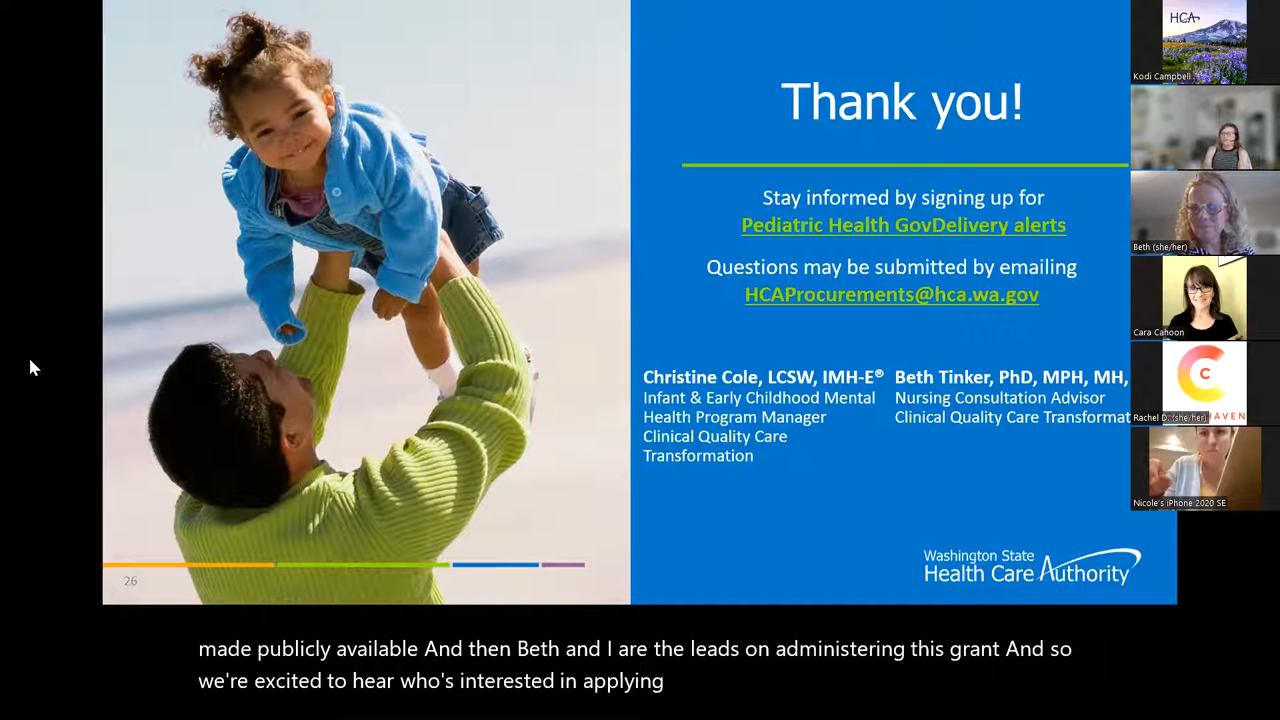 Thank you!
Stay informed by signing up for
Pediatric Health GovDelivery alerts
Questions may be submitted by emailing
HCAProcurements@hca.wa.gov
Christine Cole, LCSW, IMH-E®
Infant & Early Childhood Mental
Health Program Manager
Clinical Quality Care
Transformation
Beth Tinker, PhD, MPH, MH,
Nursing Consultation Advisor
Clinical Quality Care Transformat
Washington State
Health Care Authority
26
HCA
Kodi Campbell
Beth (she/her)
Cara Cahoon
C
HAVEN
Rachel D. (she/her)
Nicole's iPhone 2020 SE
made publicly available And then Beth and I are the leads on administering this grant And so
we're excited to hear who's interested in applying